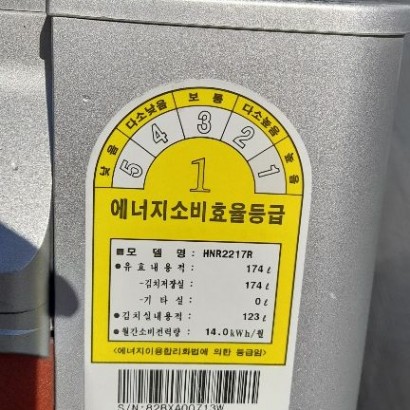 낮음 다소낮음 보통 다소높음 높음
5 4 3 2 1
1
에너지소비효율등급
■모델명: HNR2217R
●유효내용적: 174ℓ
-김치저장실: 174ℓ
-기타실: 0ℓ
●김치실내용적: 123ℓ
●월간소비전력량: 14.0kWh/월
<에너지이용합리화법에 의한 등급임>
S/N:82BXA00713W